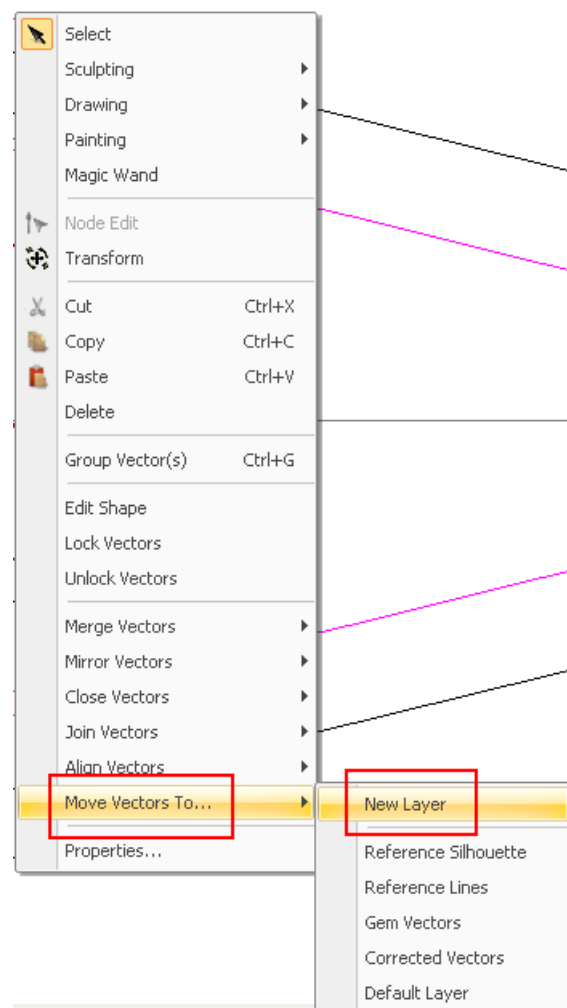 Select
Sculpting
Drawing
Painting
Magic Wand
Node Edit
Transform
Cut Ctrl+X
Copy Ctrl+C
Paste Ctrl+V
Delete
Group Vector(s) Ctrl+G
Edit Shape
Lock Vectors
Unlock Vectors
Merge Vectors
Mirror Vectors
Close Vectors
Join Vectors
Align Vectors
Move Vectors To...
Properties...
New Layer
Reference Silhouette
Reference Lines
Gem Vectors
Corrected Vectors
Default Layer